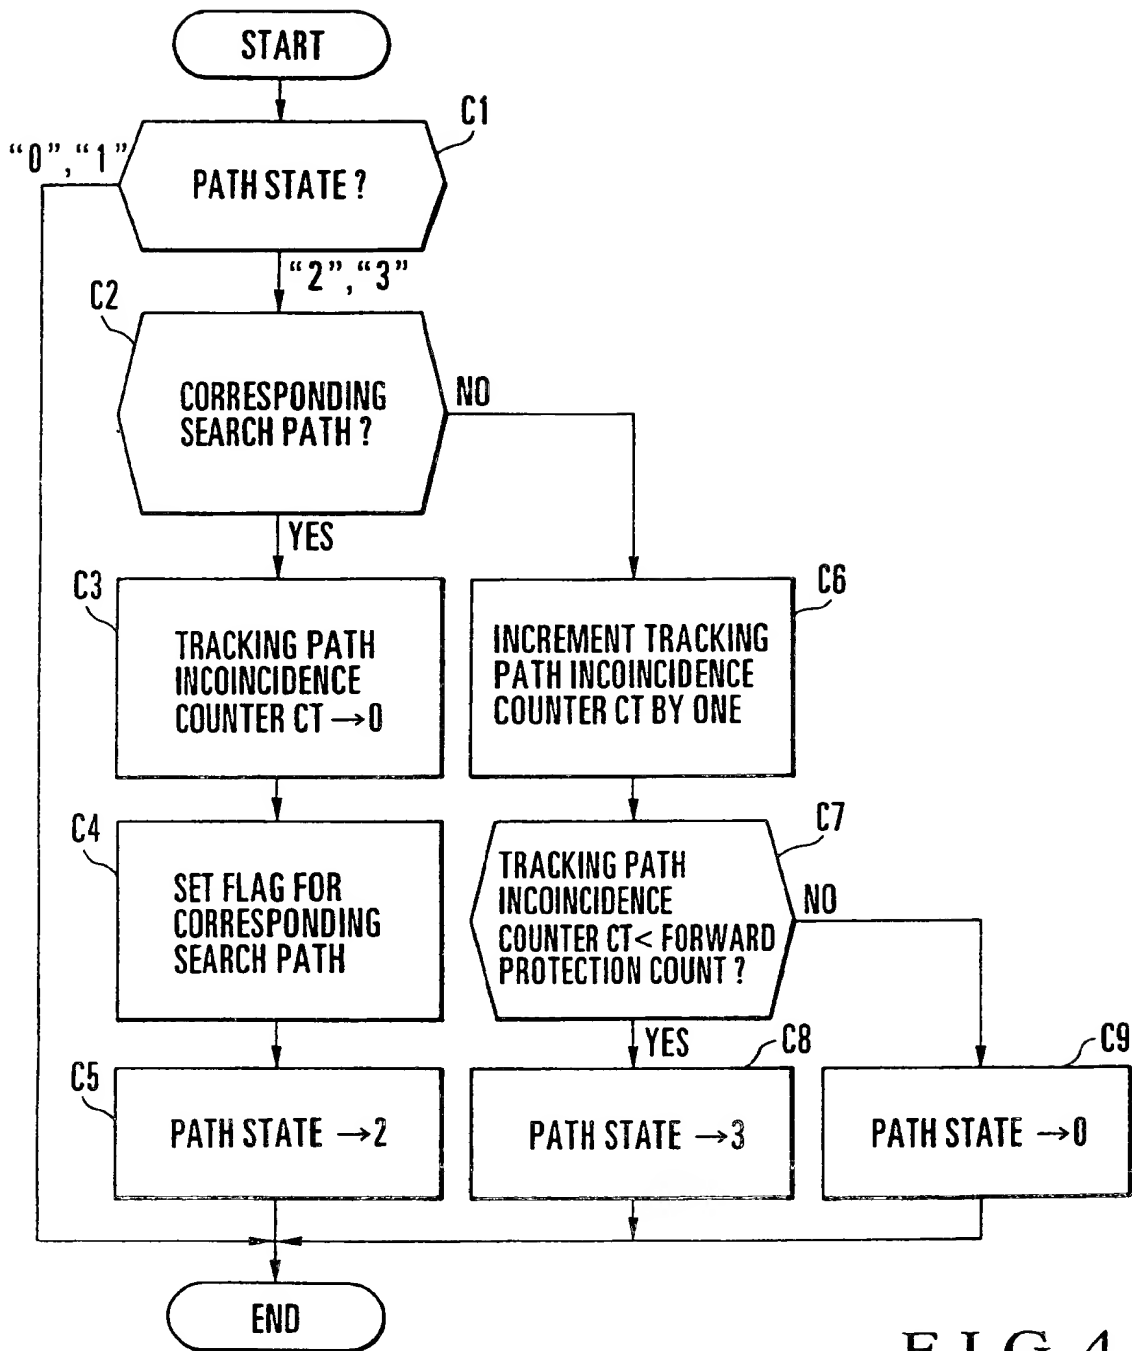 START
C1
"0","1"
PATH STATE ?
"2","3"
C2
CORRESPONDING
SEARCH PATH ?
NO
YES
C3
TRACKING PATH
INCOINCIDENCE
COUNTER CT →0
C6
INCREMENT TRACKING
PATH INCOINCIDENCE
COUNTER CT BY ONE
C4
SET FLAG FOR
CORRESPONDING
SEARCH PATH
C7
TRACKING PATH
INCOINCIDENCE
COUNTER CT< FORWARD
PROTECTION COUNT ?
NO
YES
C5
PATH STATE →2
C8
PATH STATE →3
C9
PATH STATE →0
END
FIG.4